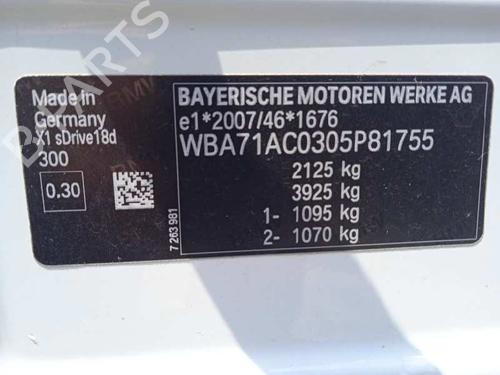 Made in
Germany
X1 sDrive18d
300
0.30
7 263 981
BAYERISCHE MOTOREN WERKE AG
e1*2007/46*1676
WBA71AC0305P81755
2125 kg
3925 kg
1- 1095 kg
2- 1070 kg